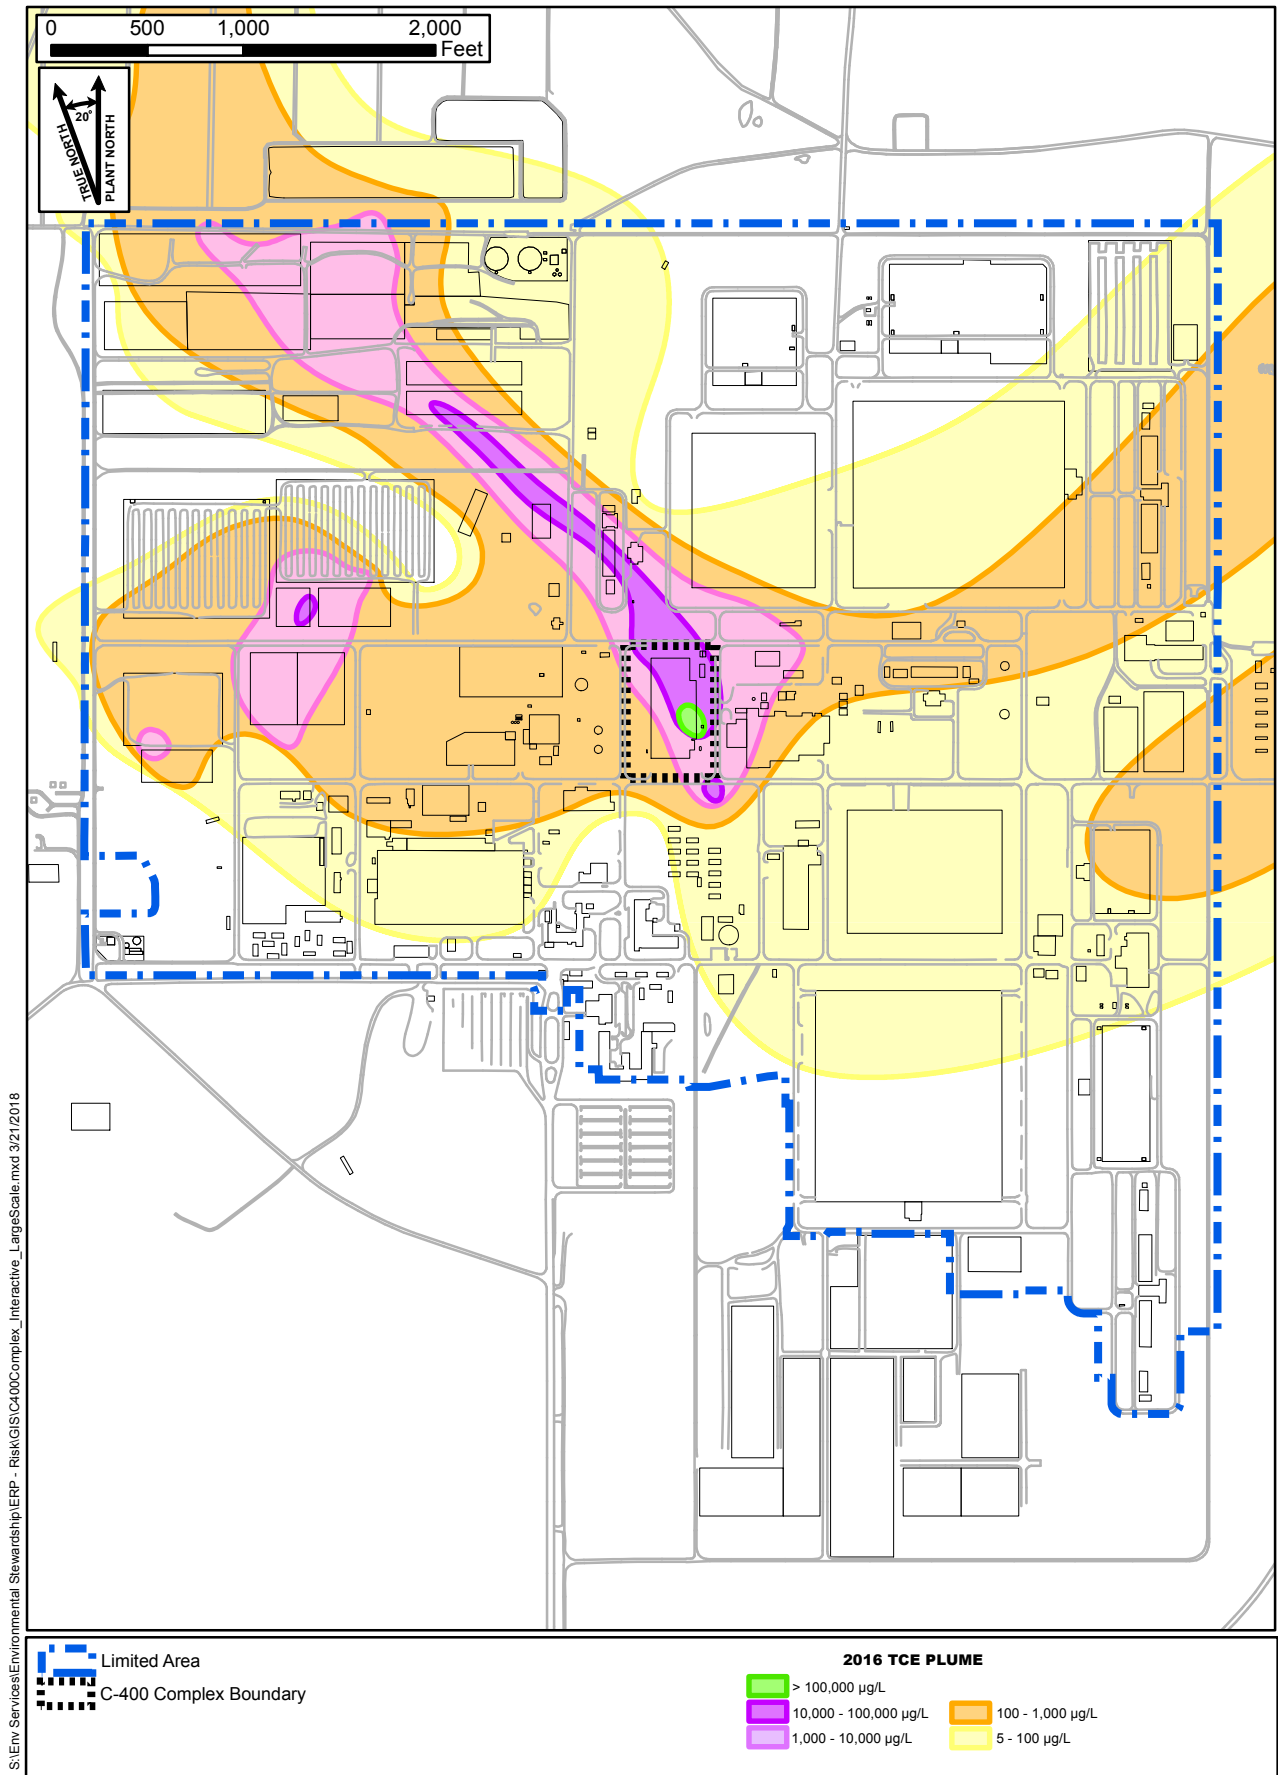 0 500 1,000 2,000
Feet
20°
TRUE NORTH
PLANT NORTH
S:\Env Services\Environmental Stewardship\ERP - Risk\GIS\C400Complex_Interactive_LargeScale.mxd 3/21/2018
Limited Area
C-400 Complex Boundary
2016 TCE PLUME
> 100,000 µg/L
10,000 - 100,000 µg/L
100 - 1,000 µg/L
1,000 - 10,000 µg/L
5 - 100 µg/L